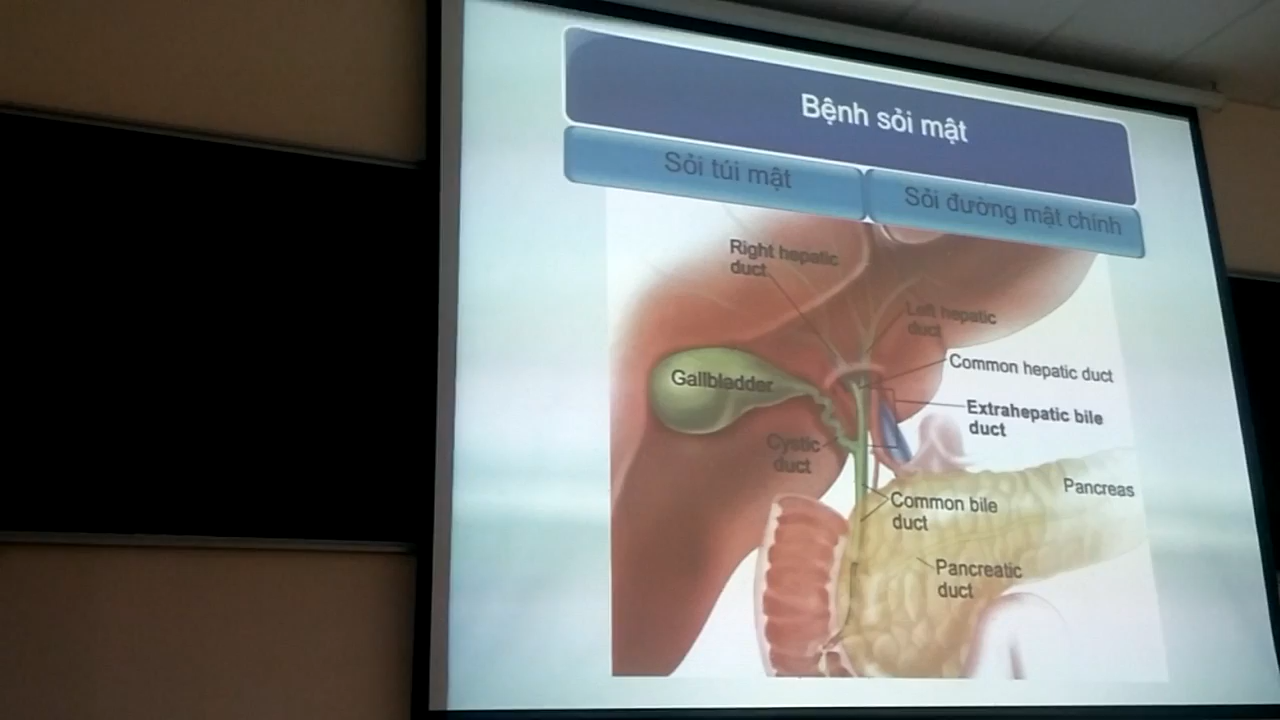 Bệnh sỏi mật
Sỏi túi mật
Sỏi đường mật chính
Right hepatic
duct
Left hepatic
duct
Common hepatic duct
Gallbladder
Extrahepatic bile
duct
Cystic
duct
Pancreas
Common bile
duct
Pancreatic
duct